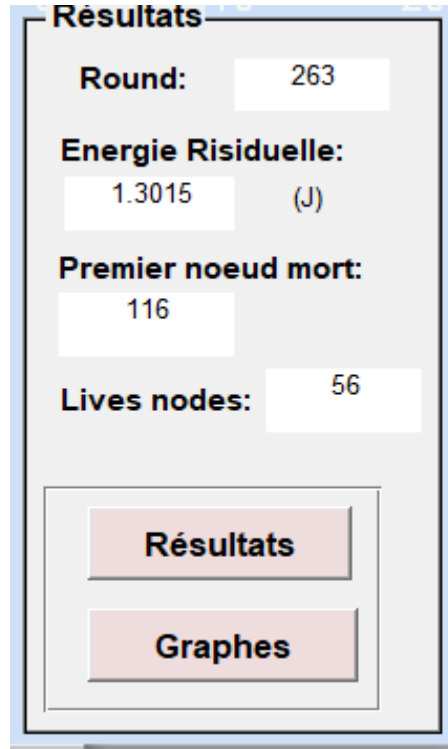 Résultats
Round: 263
Energie Risiduelle:
1.3015 (J)
Premier noeud mort:
116
Lives nodes: 56
Résultats
Graphes